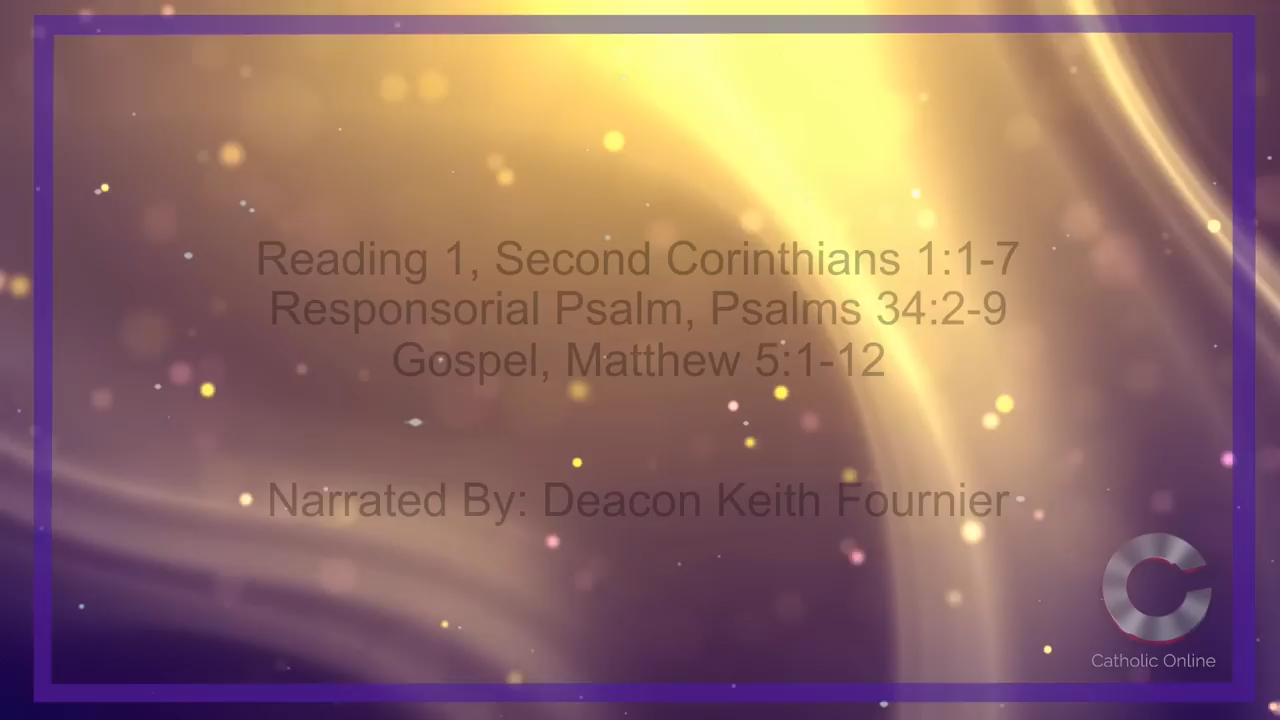 Reading 1, Second Corinthians 1:1-7
Responsorial Psalm, Psalms 34:2-9
Gospel, Matthew 5:1-12
Narrated By: Deacon Keith Fournier
Catholic Online